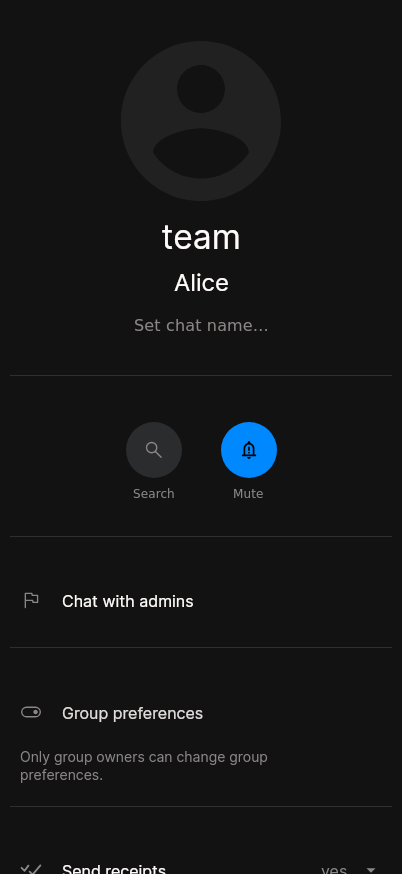 team
Alice
Set chat name...
Search
Mute
Chat with admins
Group preferences
Only group owners can change group
preferences.
Send receipts
yes